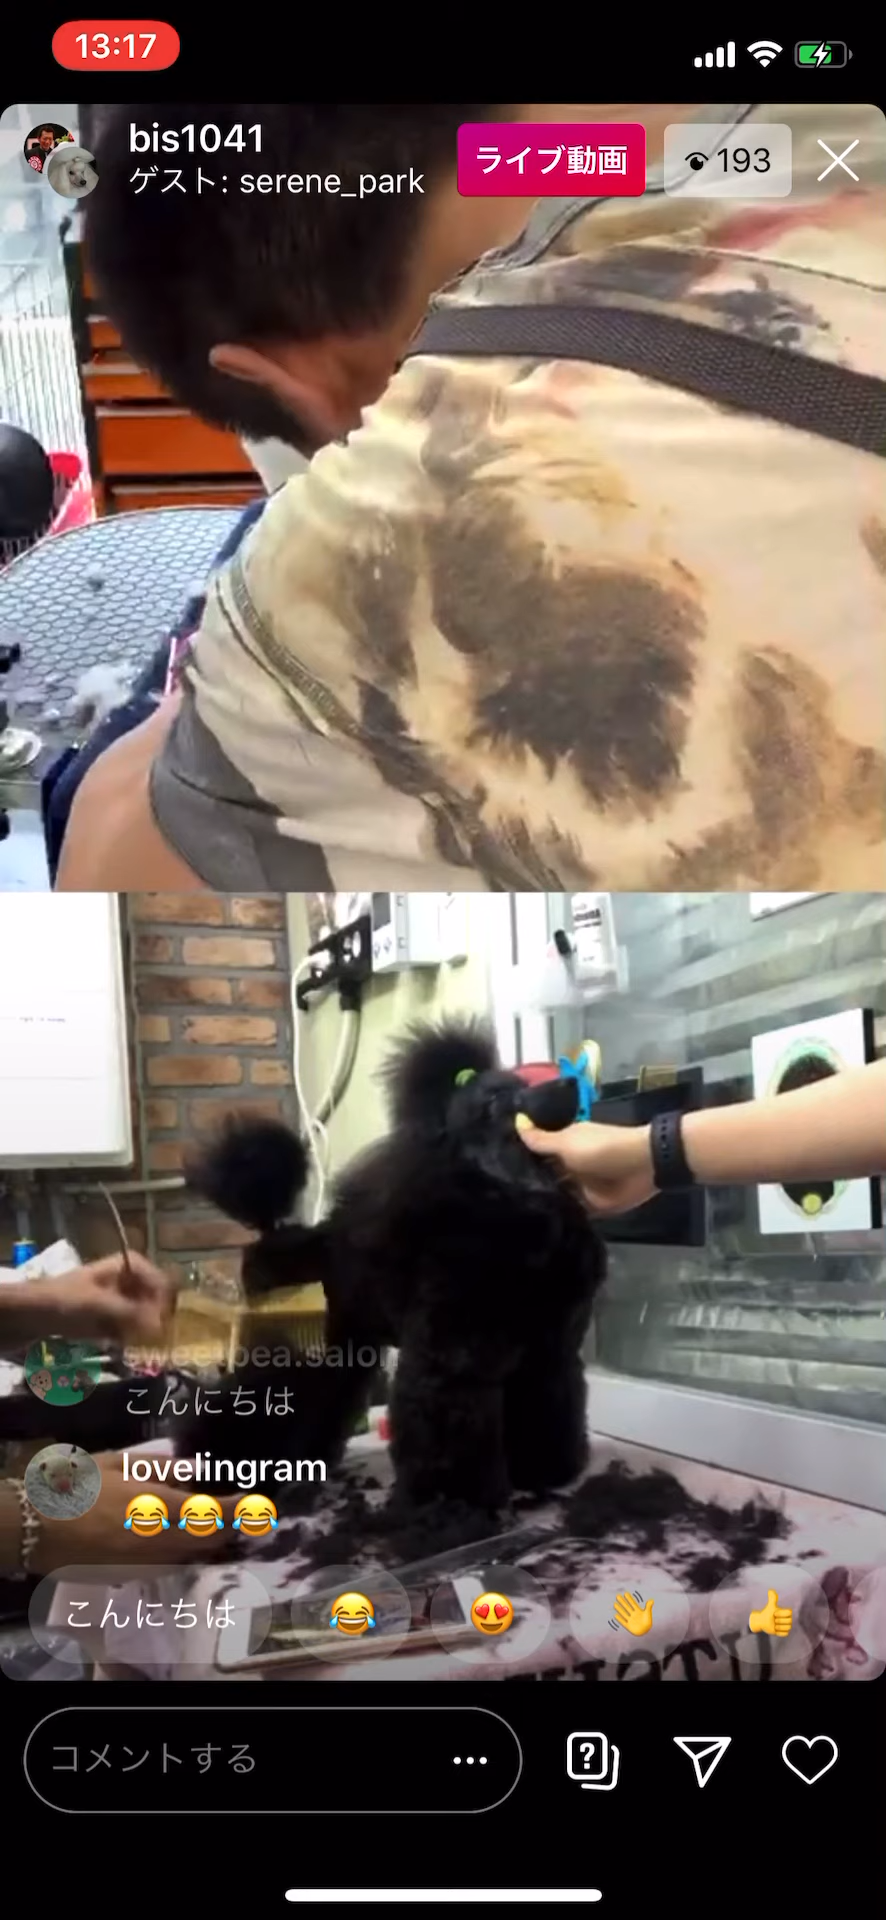 13:17
bis1041
ゲスト: serene_park
ライブ動画
193
sweetpea.salon
こんにちは
lovelingram
😂😂😂
こんにちは
コメントする